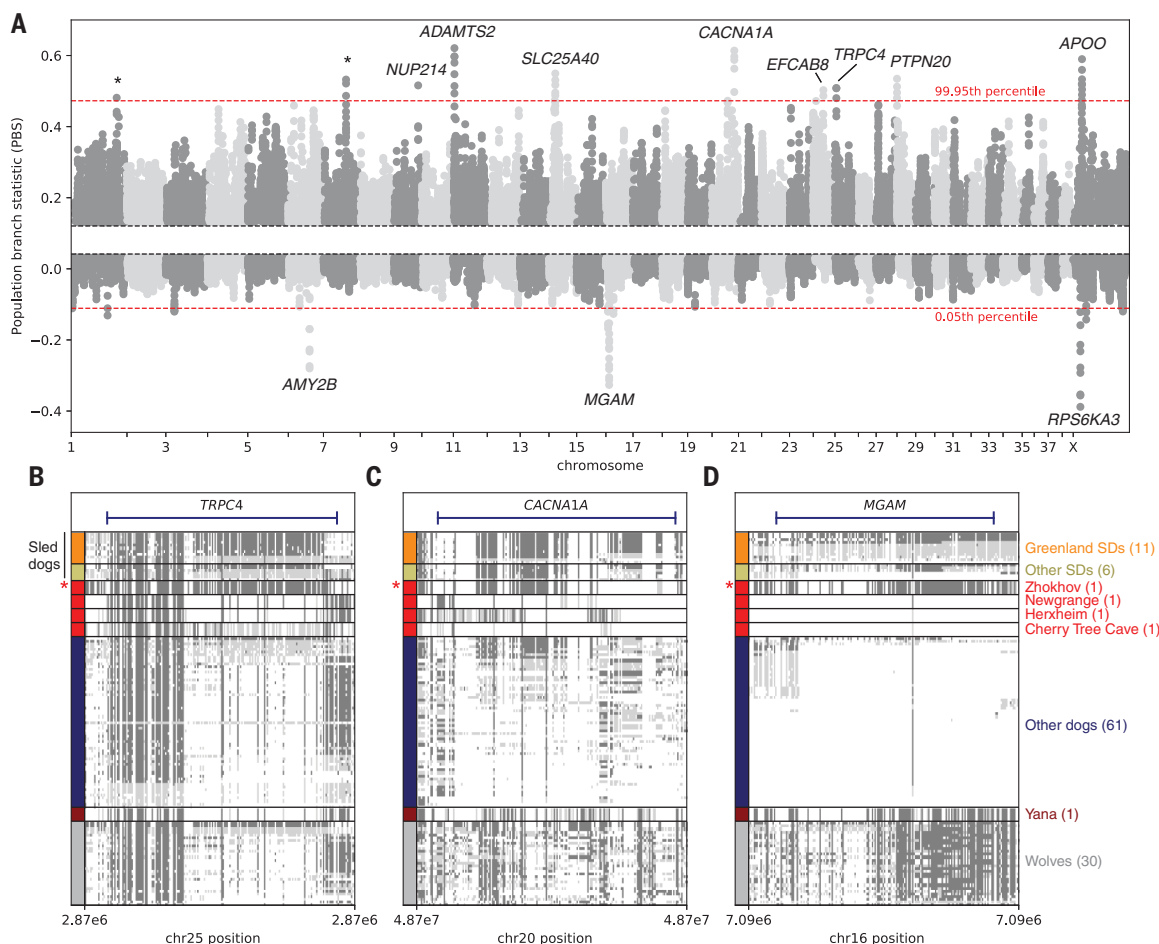 A
ADAMTS2
CACNA1A
APOO
SLC25A40
TRPC4
EFCAB8
PTPN20
NUP214
*
*
99.95th percentile
0.6
0.4
0.2
0.0
−0.2
−0.4
Population branch statistic (PBS)
0.05th percentile
AMY2B
MGAM
RPS6KA3
1 3 5 7 9 11 13 15 17 19 21 23 25 27 29 31 33 35 37 X
chromosome
B
TRPC4
Sled
dogs
*
2.87e6 2.87e6
chr25 position
C
CACNA1A
*
4.87e7 4.87e7
chr20 position
D
MGAM
*
7.09e6 7.09e6
chr16 position
Greenland SDs (11)
Other SDs (6)
Zhokhov (1)
Newgrange (1)
Herxheim (1)
Cherry Tree Cave (1)
Other dogs (61)
Yana (1)
Wolves (30)